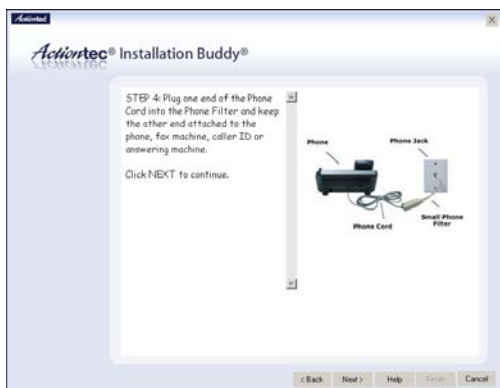 Actiontec
Actiontec® Installation Buddy®
STEP 4: Plug one end of the Phone
Cord into the Phone Filter and keep
the other end attached to the
phone, fax machine, caller ID or
answering machine.
Click NEXT to continue.
Phone
Phone Jack
Small Phone
Filter
Phone Cord
< Back Next > Help Finish Cancel